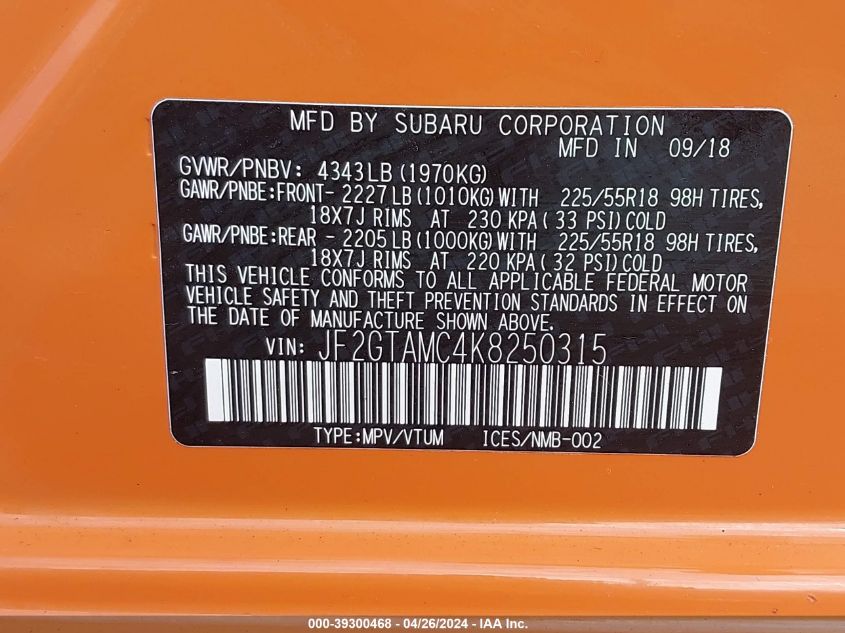 MFD BY SUBARU CORPORATION
MFD IN 09/18
GVWR/PNBV: 4343LB (1970KG)
GAWR/PNBE:FRONT- 2227LB (1010KG) WITH 225/55R18 98H TIRES,
18X7J RIMS AT 230 KPA ( 33 PSI) COLD
GAWR/PNBE:REAR - 2205LB (1000KG) WITH 225/55R18 98H TIRES,
18X7J RIMS AT 220 KPA ( 32 PSI) COLD
THIS VEHICLE CONFORMS TO ALL APPLICABLE FEDERAL MOTOR
VEHICLE SAFETY AND THEFT PREVENTION STANDARDS IN EFFECT ON
THE DATE OF MANUFACTURE SHOWN ABOVE.
VIN: JF2GTAMC4K8250315
TYPE:MPV/VTUM ICES/NMB-002
000-39300468 - 04/26/2024 - IAA Inc.